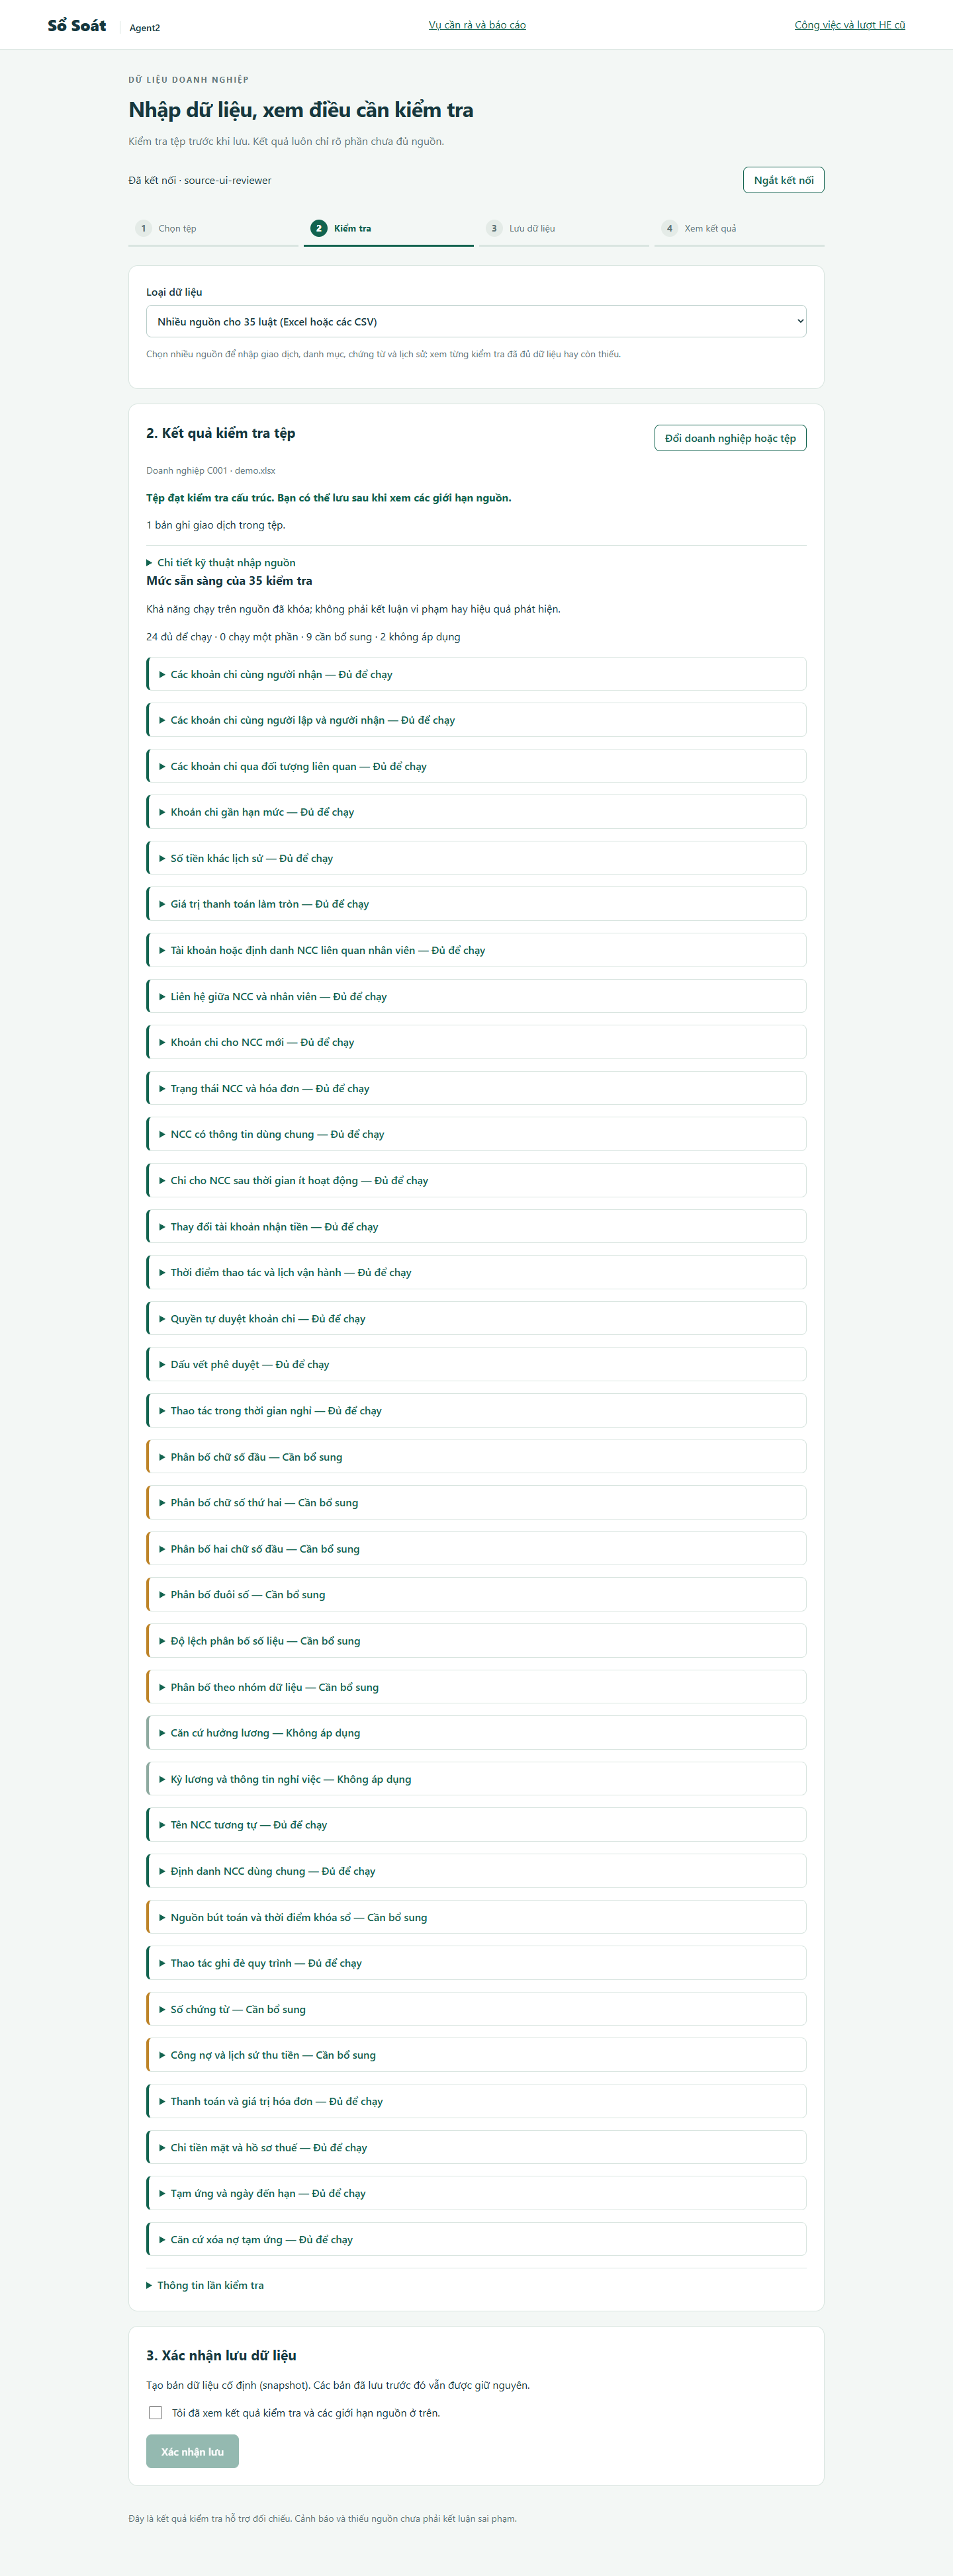 Sổ Soát
Agent2
Vụ cần rà và báo cáo
Công việc và lượt HE cũ
DỮ LIỆU DOANH NGHIỆP
Nhập dữ liệu, xem điều cần kiểm tra
Kiểm tra tệp trước khi lưu. Kết quả luôn chỉ rõ phần chưa đủ nguồn.
Đã kết nối · source-ui-reviewer
Ngắt kết nối
1 Chọn tệp
2 Kiểm tra
3 Lưu dữ liệu
4 Xem kết quả
Loại dữ liệu
Nhiều nguồn cho 35 luật (Excel hoặc các CSV)
Chọn nhiều nguồn để nhập giao dịch, danh mục, chứng từ và lịch sử; xem từng kiểm tra đã đủ dữ liệu hay còn thiếu.
2. Kết quả kiểm tra tệp
Đổi doanh nghiệp hoặc tệp
Doanh nghiệp C001 · demo.xlsx
Tệp đạt kiểm tra cấu trúc. Bạn có thể lưu sau khi xem các giới hạn nguồn.
1 bản ghi giao dịch trong tệp.
Chi tiết kỹ thuật nhập nguồn
Mức sẵn sàng của 35 kiểm tra
Khả năng chạy trên nguồn đã khóa; không phải kết luận vi phạm hay hiệu quả phát hiện.
24 đủ để chạy · 0 chạy một phần · 9 cần bổ sung · 2 không áp dụng
Các khoản chi cùng người nhận — Đủ để chạy
Các khoản chi cùng người lập và người nhận — Đủ để chạy
Các khoản chi qua đối tượng liên quan — Đủ để chạy
Khoản chi gần hạn mức — Đủ để chạy
Số tiền khác lịch sử — Đủ để chạy
Giá trị thanh toán làm tròn — Đủ để chạy
Tài khoản hoặc định danh NCC liên quan nhân viên — Đủ để chạy
Liên hệ giữa NCC và nhân viên — Đủ để chạy
Khoản chi cho NCC mới — Đủ để chạy
Trạng thái NCC và hóa đơn — Đủ để chạy
NCC có thông tin dùng chung — Đủ để chạy
Chi cho NCC sau thời gian ít hoạt động — Đủ để chạy
Thay đổi tài khoản nhận tiền — Đủ để chạy
Thời điểm thao tác và lịch vận hành — Đủ để chạy
Quyền tự duyệt khoản chi — Đủ để chạy
Dấu vết phê duyệt — Đủ để chạy
Thao tác trong thời gian nghỉ — Đủ để chạy
Phân bố chữ số đầu — Cần bổ sung
Phân bố chữ số thứ hai — Cần bổ sung
Phân bố hai chữ số đầu — Cần bổ sung
Phân bố đuôi số — Cần bổ sung
Độ lệch phân bố số liệu — Cần bổ sung
Phân bố theo nhóm dữ liệu — Cần bổ sung
Căn cứ hưởng lương — Không áp dụng
Kỳ lương và thông tin nghỉ việc — Không áp dụng
Tên NCC tương tự — Đủ để chạy
Định danh NCC dùng chung — Đủ để chạy
Nguồn bút toán và thời điểm khóa sổ — Cần bổ sung
Thao tác ghi đè quy trình — Đủ để chạy
Số chứng từ — Cần bổ sung
Công nợ và lịch sử thu tiền — Cần bổ sung
Thanh toán và giá trị hóa đơn — Đủ để chạy
Chi tiền mặt và hồ sơ thuế — Đủ để chạy
Tạm ứng và ngày đến hạn — Đủ để chạy
Căn cứ xóa nợ tạm ứng — Đủ để chạy
Thông tin lần kiểm tra
3. Xác nhận lưu dữ liệu
Tạo bản dữ liệu cố định (snapshot). Các bản đã lưu trước đó vẫn được giữ nguyên.
Tôi đã xem kết quả kiểm tra và các giới hạn nguồn ở trên.
Xác nhận lưu
Đây là kết quả kiểm tra hỗ trợ đối chiếu. Cảnh báo và thiếu nguồn chưa phải kết luận sai phạm.